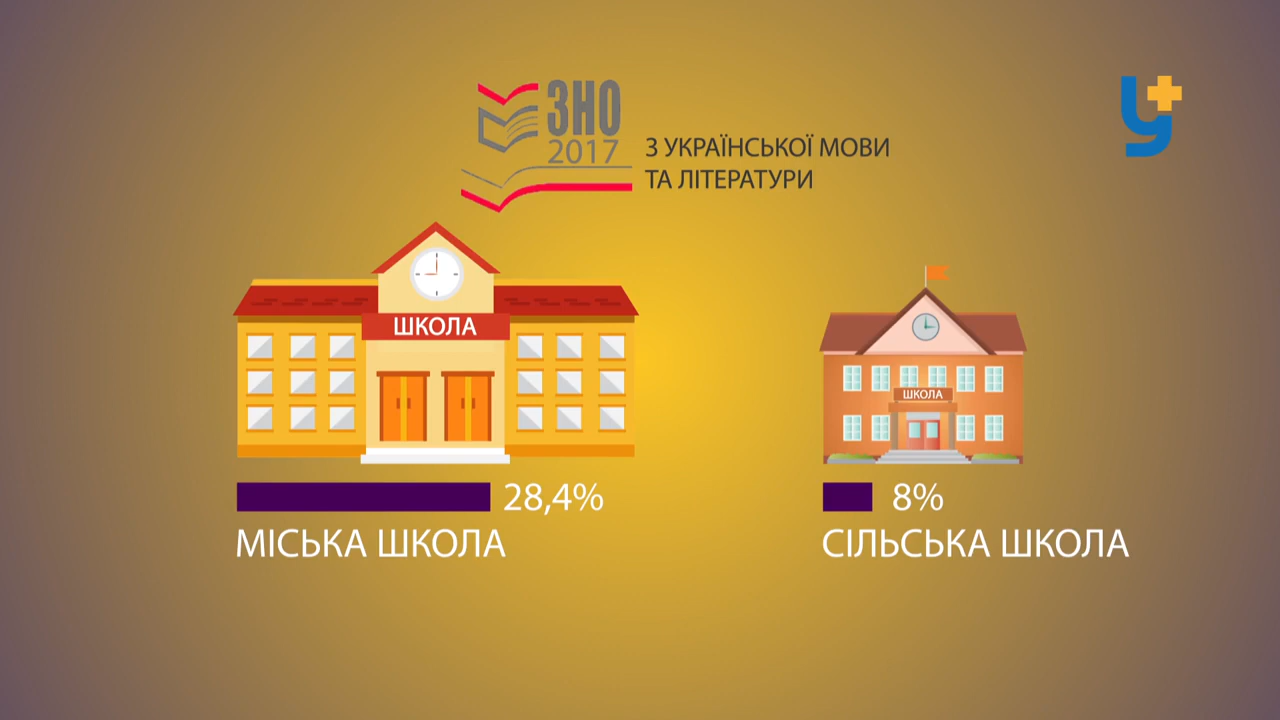 ЗНО
2017
З УКРАЇНСЬКОЇ МОВИ
ТА ЛІТЕРАТУРИ
У+
ШКОЛА
ШКОЛА
28,4%
МІСЬКА ШКОЛА
8%
СІЛЬСЬКА ШКОЛА